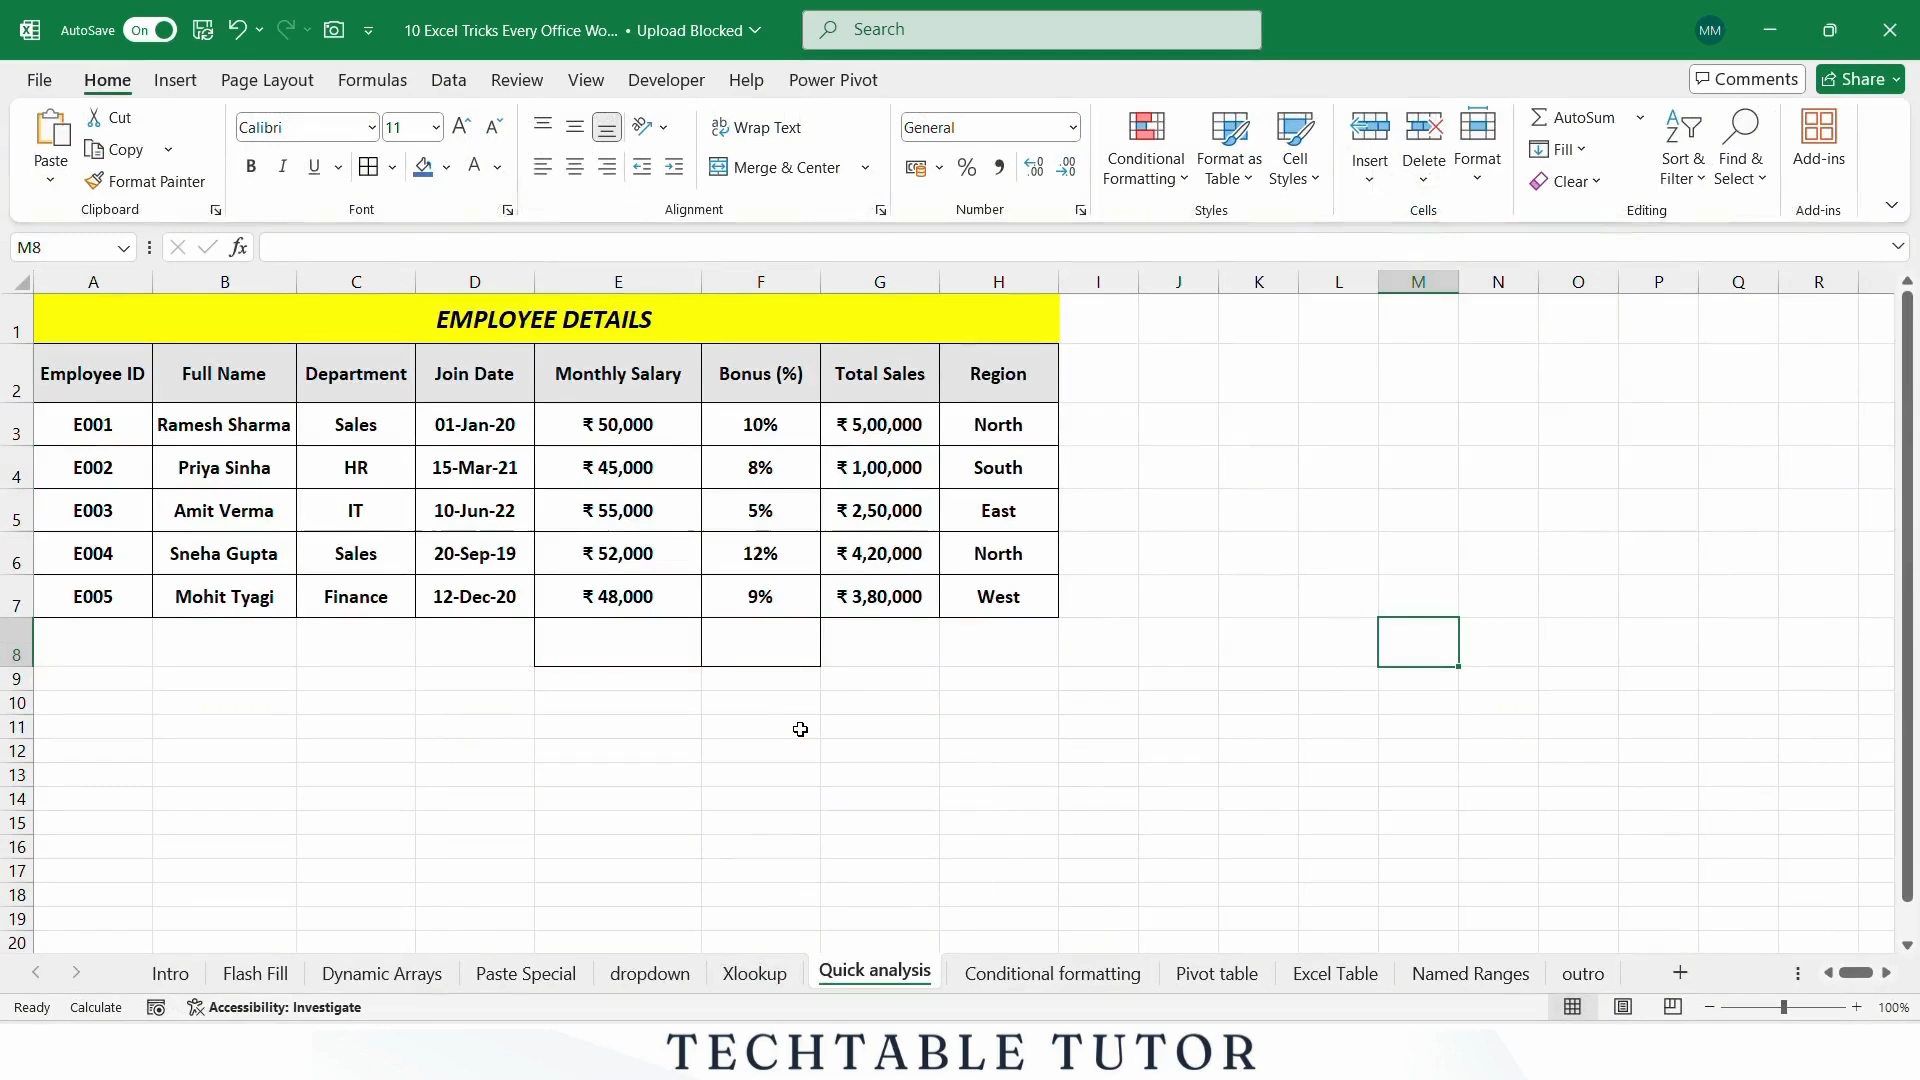 AutoSave On 10 Excel Tricks Every Office Wo... • Upload Blocked Search MM
File Home Insert Page Layout Formulas Data Review View Developer Help Power Pivot Comments Share
Paste Cut Copy Format Painter Clipboard
Calibri 11 B I U A Font
Wrap Text Merge & Center Alignment
General % Number
Conditional Formatting Format as Table Cell Styles Styles
Insert Delete Format Cells
AutoSum Fill Clear Sort & Filter Find & Select Editing
Add-ins Add-ins
M8 fx
A B C D E F G H I J K L M N O P Q R
1 EMPLOYEE DETAILS
2 Employee ID Full Name Department Join Date Monthly Salary Bonus (%) Total Sales Region
3 E001 Ramesh Sharma Sales 01-Jan-20 ₹ 50,000 10% ₹ 5,00,000 North
4 E002 Priya Sinha HR 15-Mar-21 ₹ 45,000 8% ₹ 1,00,000 South
5 E003 Amit Verma IT 10-Jun-22 ₹ 55,000 5% ₹ 2,50,000 East
6 E004 Sneha Gupta Sales 20-Sep-19 ₹ 52,000 12% ₹ 4,20,000 North
7 E005 Mohit Tyagi Finance 12-Dec-20 ₹ 48,000 9% ₹ 3,80,000 West
8
9
10
11
12
13
14
15
16
17
18
19
20
Intro Flash Fill Dynamic Arrays Paste Special dropdown Xlookup Quick analysis Conditional formatting Pivot table Excel Table Named Ranges outro
Ready Calculate Accessibility: Investigate 100%
TECHTABLE TUTOR